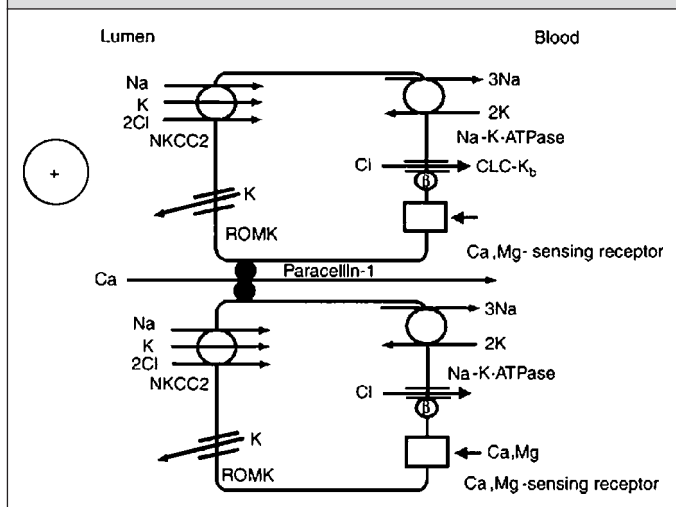 Lumen Blood
Na 3Na
K
2Cl 2K
NKCC2 Na-K-ATPase
+
Cl CLC-Kb
β
K
ROMK
Ca,Mg- sensing receptor
Paracellin-1
Ca
Na 3Na
K 2K
2Cl
NKCC2 Na-K-ATPase
Cl
β
K
Ca,Mg
ROMK
Ca,Mg-sensing receptor